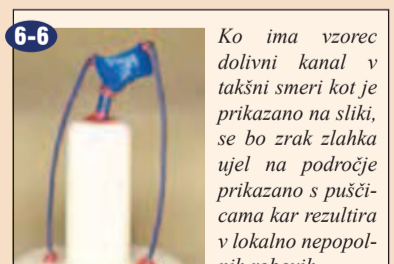 6-6
Ko ima vzorec
dolivni kanal v
takšni smeri kot je
prikazano na sliki,
se bo zrak zlahka
ujel na področje
prikazano s pušči-
cama kar rezultira
v lokalno nepopol-